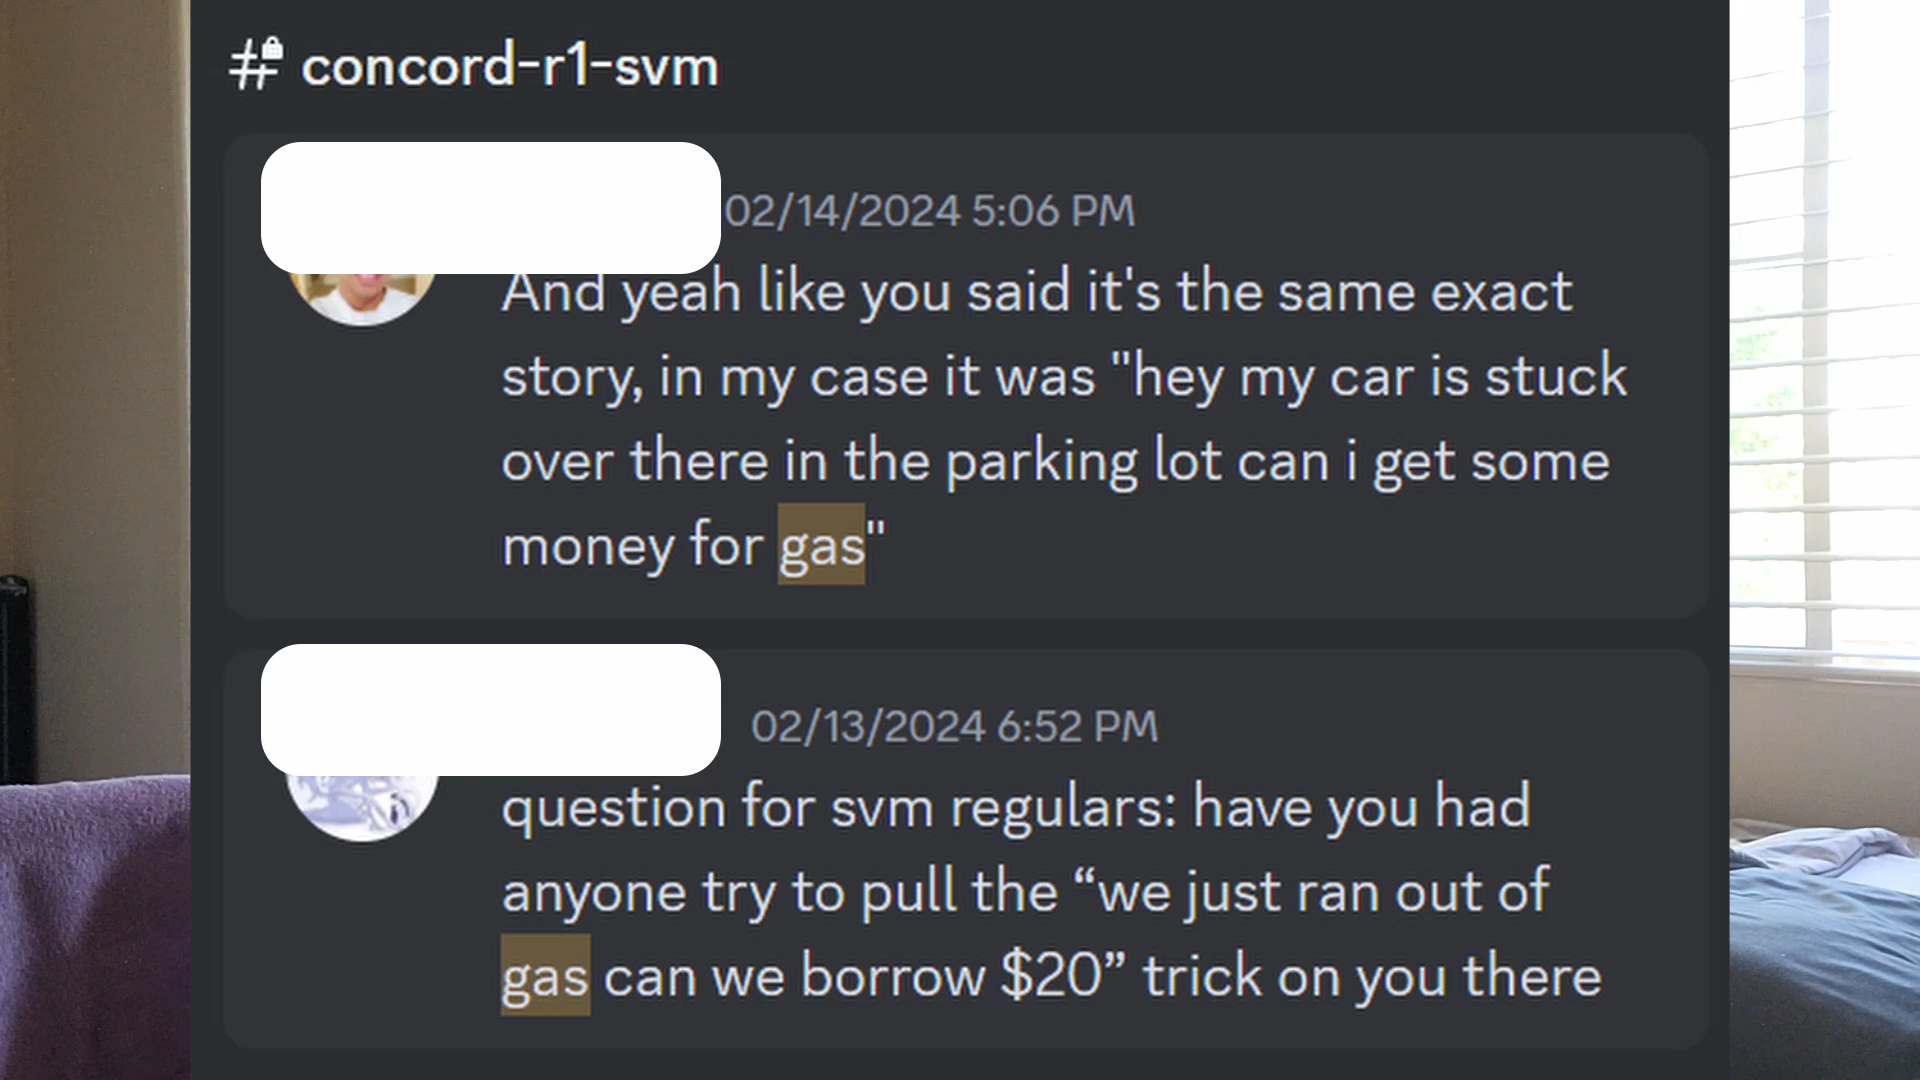 # concord-r1-svm
02/14/2024 5:06 PM
And yeah like you said it's the same exact
story, in my case it was "hey my car is stuck
over there in the parking lot can i get some
money for gas"
02/13/2024 6:52 PM
question for svm regulars: have you had
anyone try to pull the “we just ran out of
gas can we borrow $20” trick on you there